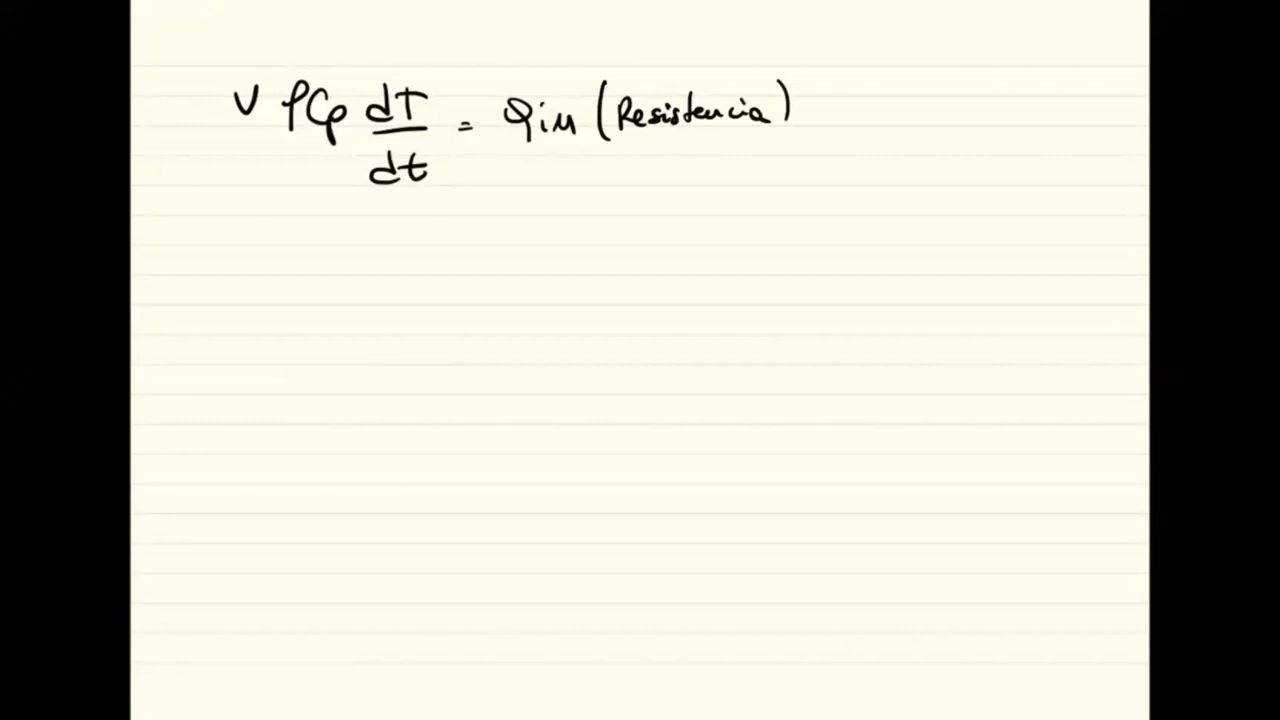 V ρCp dT/dt = Qin (Resistencia)